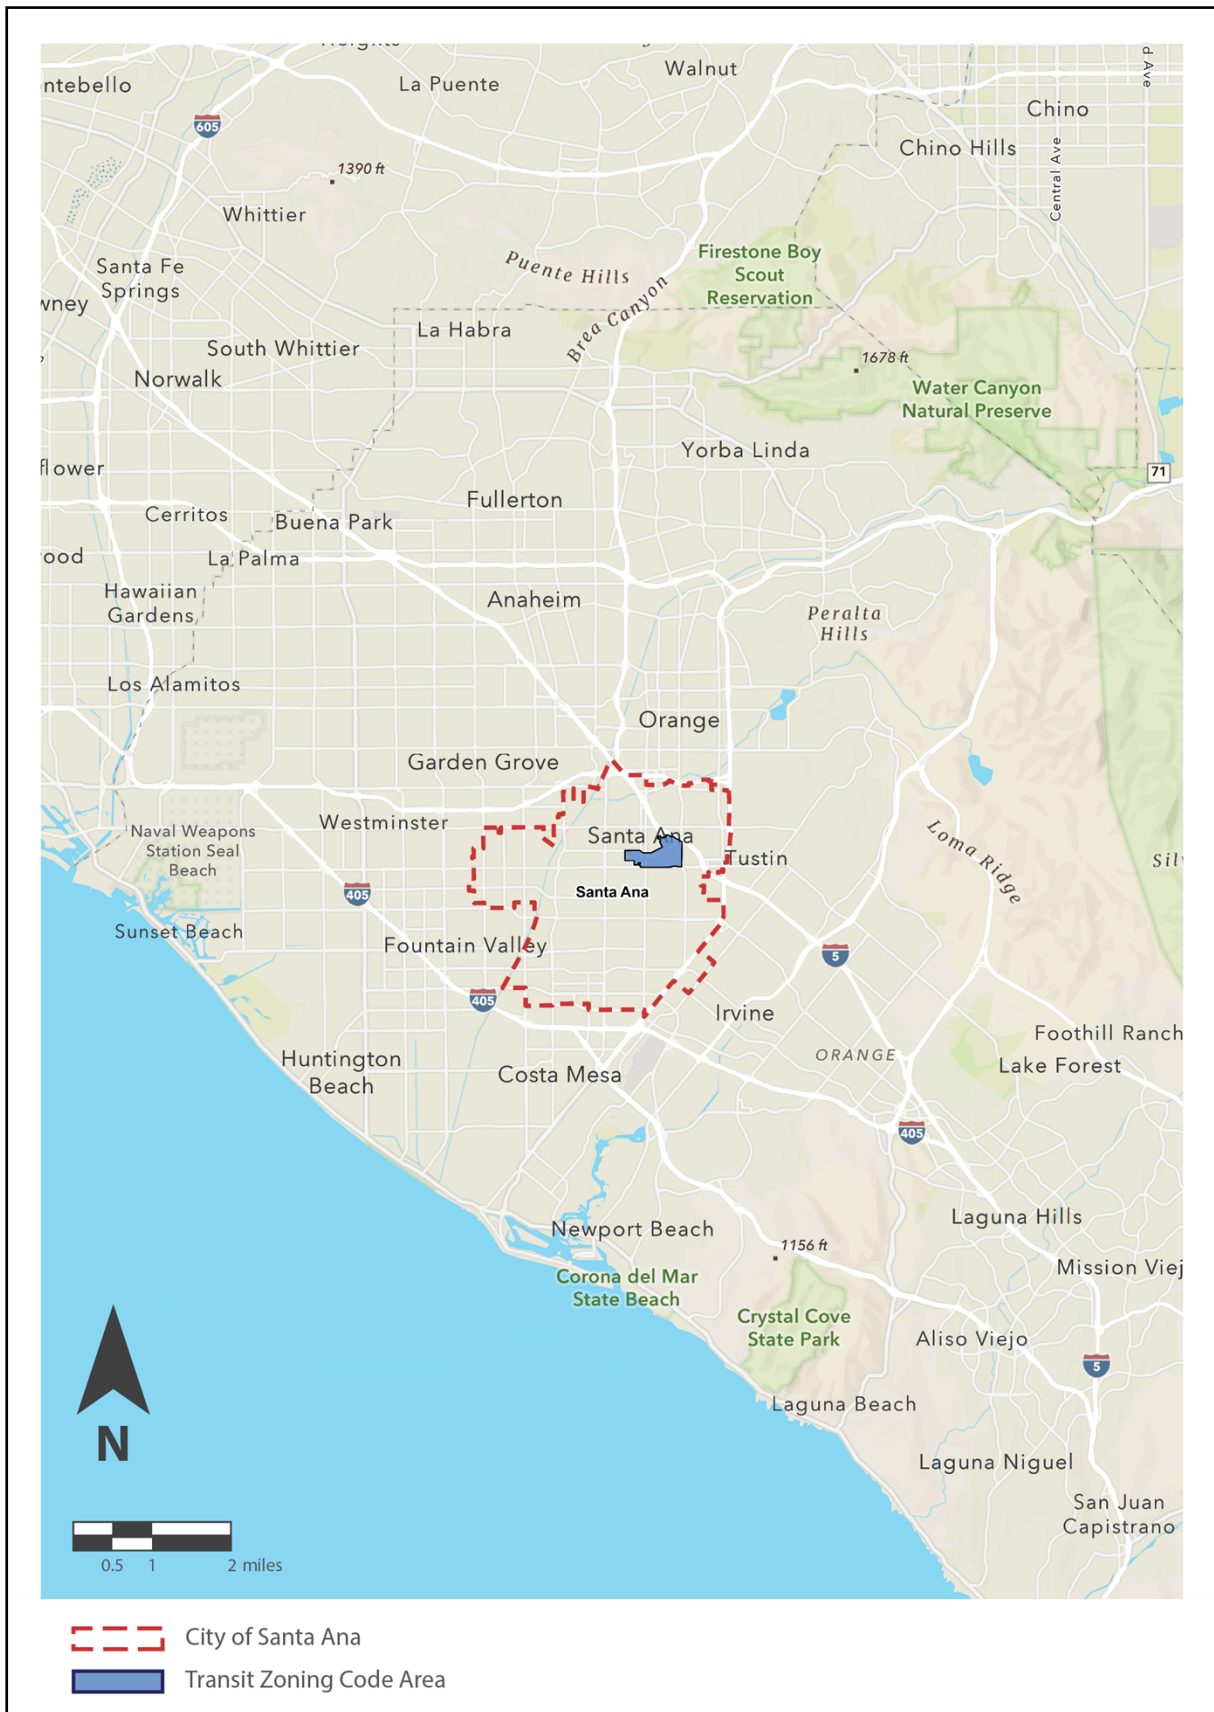 Walnut
La Puente
Chino
605
Chino Hills
Central Ave
d Ave
ntebello
1390 ft
Whittier
Firestone Boy
Scout
Reservation
Puente Hills
Santa Fe
Springs
wney
Brea Canyon
La Habra
South Whittier
1678 ft
Norwalk
Water Canyon
Natural Preserve
Yorba Linda
flower
71
Fullerton
Cerritos
Buena Park
ood
La Palma
Hawaiian
Gardens
Anaheim
Peralta
Hills
Los Alamitos
Orange
Garden Grove
Westminster
Naval Weapons
Station Seal
Beach
Santa Ana
Tustin
Loma Ridge
Silv
405
Santa Ana
Sunset Beach
Fountain Valley
5
405
Irvine
Foothill Ranch
ORANGE
Huntington
Beach
Costa Mesa
Lake Forest
405
Laguna Hills
Newport Beach
1156 ft
Mission Viej
Corona del Mar
State Beach
Crystal Cove
State Park
Aliso Viejo
5
Laguna Beach
N
Laguna Niguel
San Juan
Capistrano
0.5 1 2 miles
City of Santa Ana
Transit Zoning Code Area